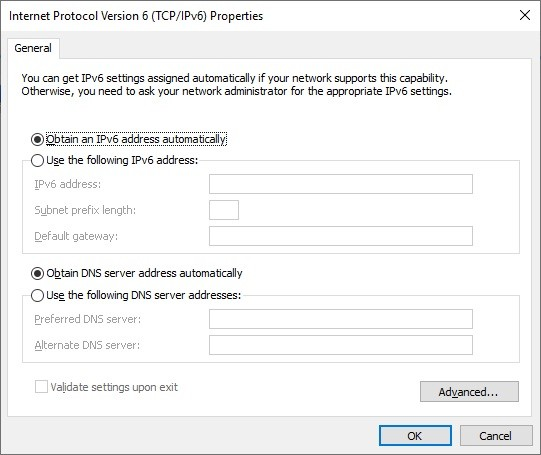 Internet Protocol Version 6 (TCP/IPv6) Properties
General
You can get IPv6 settings assigned automatically if your network supports this capability.
Otherwise, you need to ask your network administrator for the appropriate IPv6 settings.
Obtain an IPv6 address automatically
Use the following IPv6 address:
IPv6 address:
Subnet prefix length:
Default gateway:
Obtain DNS server address automatically
Use the following DNS server addresses:
Preferred DNS server:
Alternate DNS server:
Validate settings upon exit
Advanced...
OK Cancel